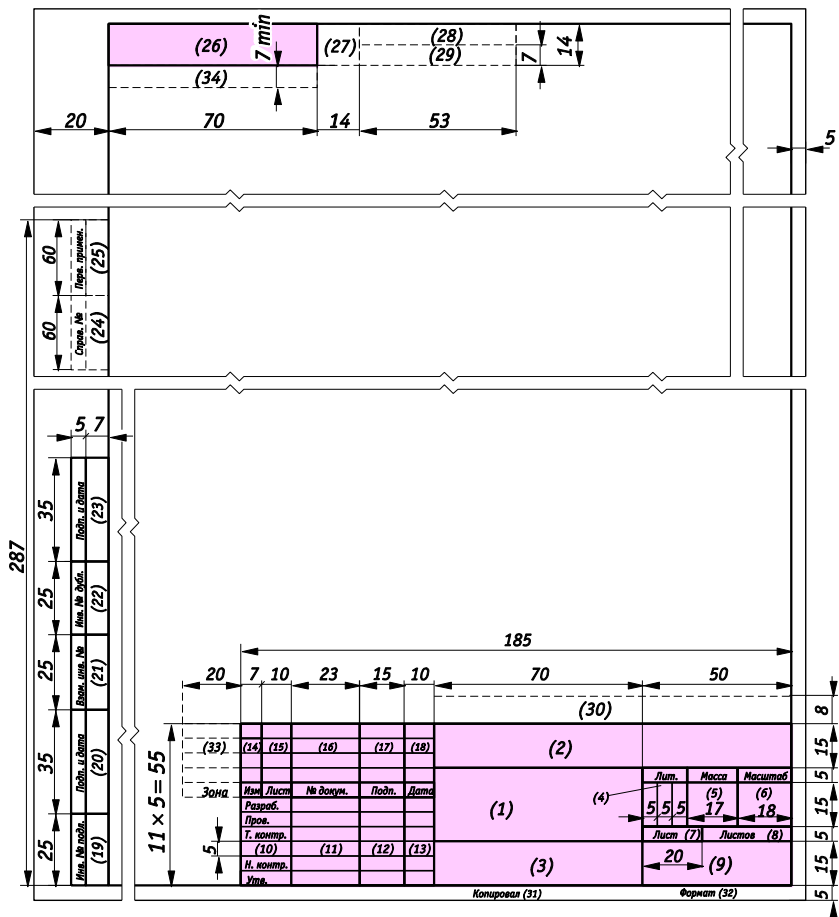 (26)
7 min
(27)
(28)
(29)
7
14
(34)
20
70
14
53
5
60
Перв. примен.
(25)
60
Справ. №
(24)
5
7
287
35
Подп. и дата
(23)
25
Инв. № дубл.
(22)
25
Взам. инв. №
(21)
35
Подп. и дата
(20)
25
Инв. № подл.
(19)
185
20
7
10
23
15
10
70
50
(30)
8
(33)
(14)
(15)
(16)
(17)
(18)
(2)
15
Зона
Изм
Лист
№ докум.
Подп.
Дата
Лит.
Масса
Масштаб
5
(4)
(5)
(6)
5
5
5
17
18
15
11 × 5 = 55
Разраб.
Пров.
Т. контр.
(1)
Лист (7)
Листов (8)
5
5
(10)
(11)
(12)
(13)
20
(9)
15
Н. контр.
(3)
Утв.
Копировал (31)
Формат (32)
5